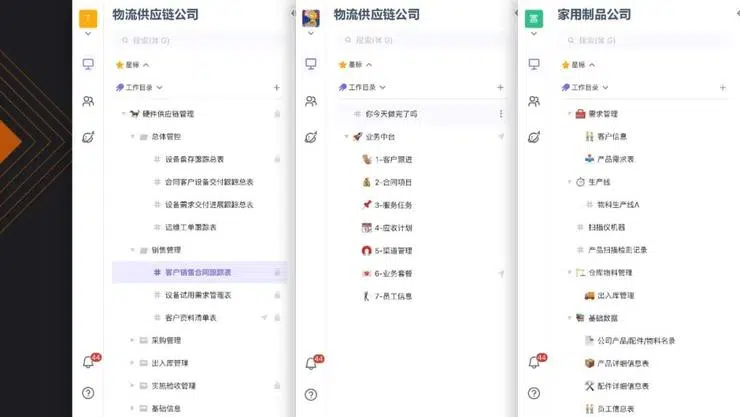 物流供应链公司
搜索(⌘ G)
星标
工作目录
硬件供应链管理
总体管控
设备盘存跟踪总表
合同客户设备交付跟踪总表
设备需求交付进展跟踪总表
运维工单跟踪总表
销售管理
客户销售合同跟踪表
设备试用需求管理表
客户资料清单表
采购管理
出入库管理
实施验收管理
基础信息
44
物流供应链公司
搜索(⌘ G)
星标
工作目录
你今天做完了吗
业务中台
1-客户跟进
2-合同项目
3-服务任务
4-应收计划
5-渠道管理
6-业务套餐
7-员工信息
44
富
家用制品公司
搜索(⌘ G)
星标
工作目录
需求管理
客户信息
产品需求表
生产线
物料生产线A
扫描仪机器
产品扫描检测记录
仓库物料管理
出入库管理
基础数据
公司产品/配件/物料名录
产品详细信息表
配件详细信息表
员工信息表
44